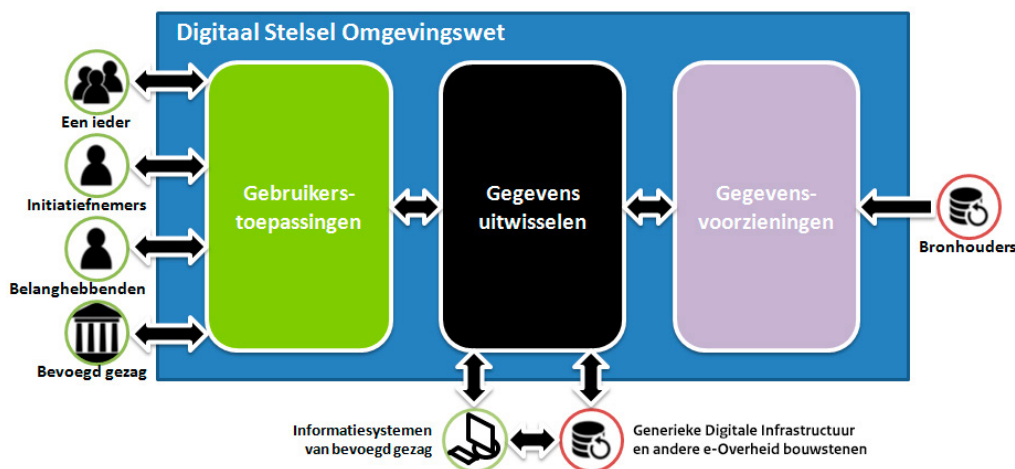 Digitaal Stelsel Omgevingswet
Een ieder
Initiatiefnemers
Belanghebbenden
Bevoegd gezag
Gebruikers-
toepassingen
Gegevens
uitwisselen
Gegevens-
voorzieningen
Bronhouders
Informatiesystemen
van bevoegd gezag
Generieke Digitale Infrastructuur
en andere e-Overheid bouwstenen